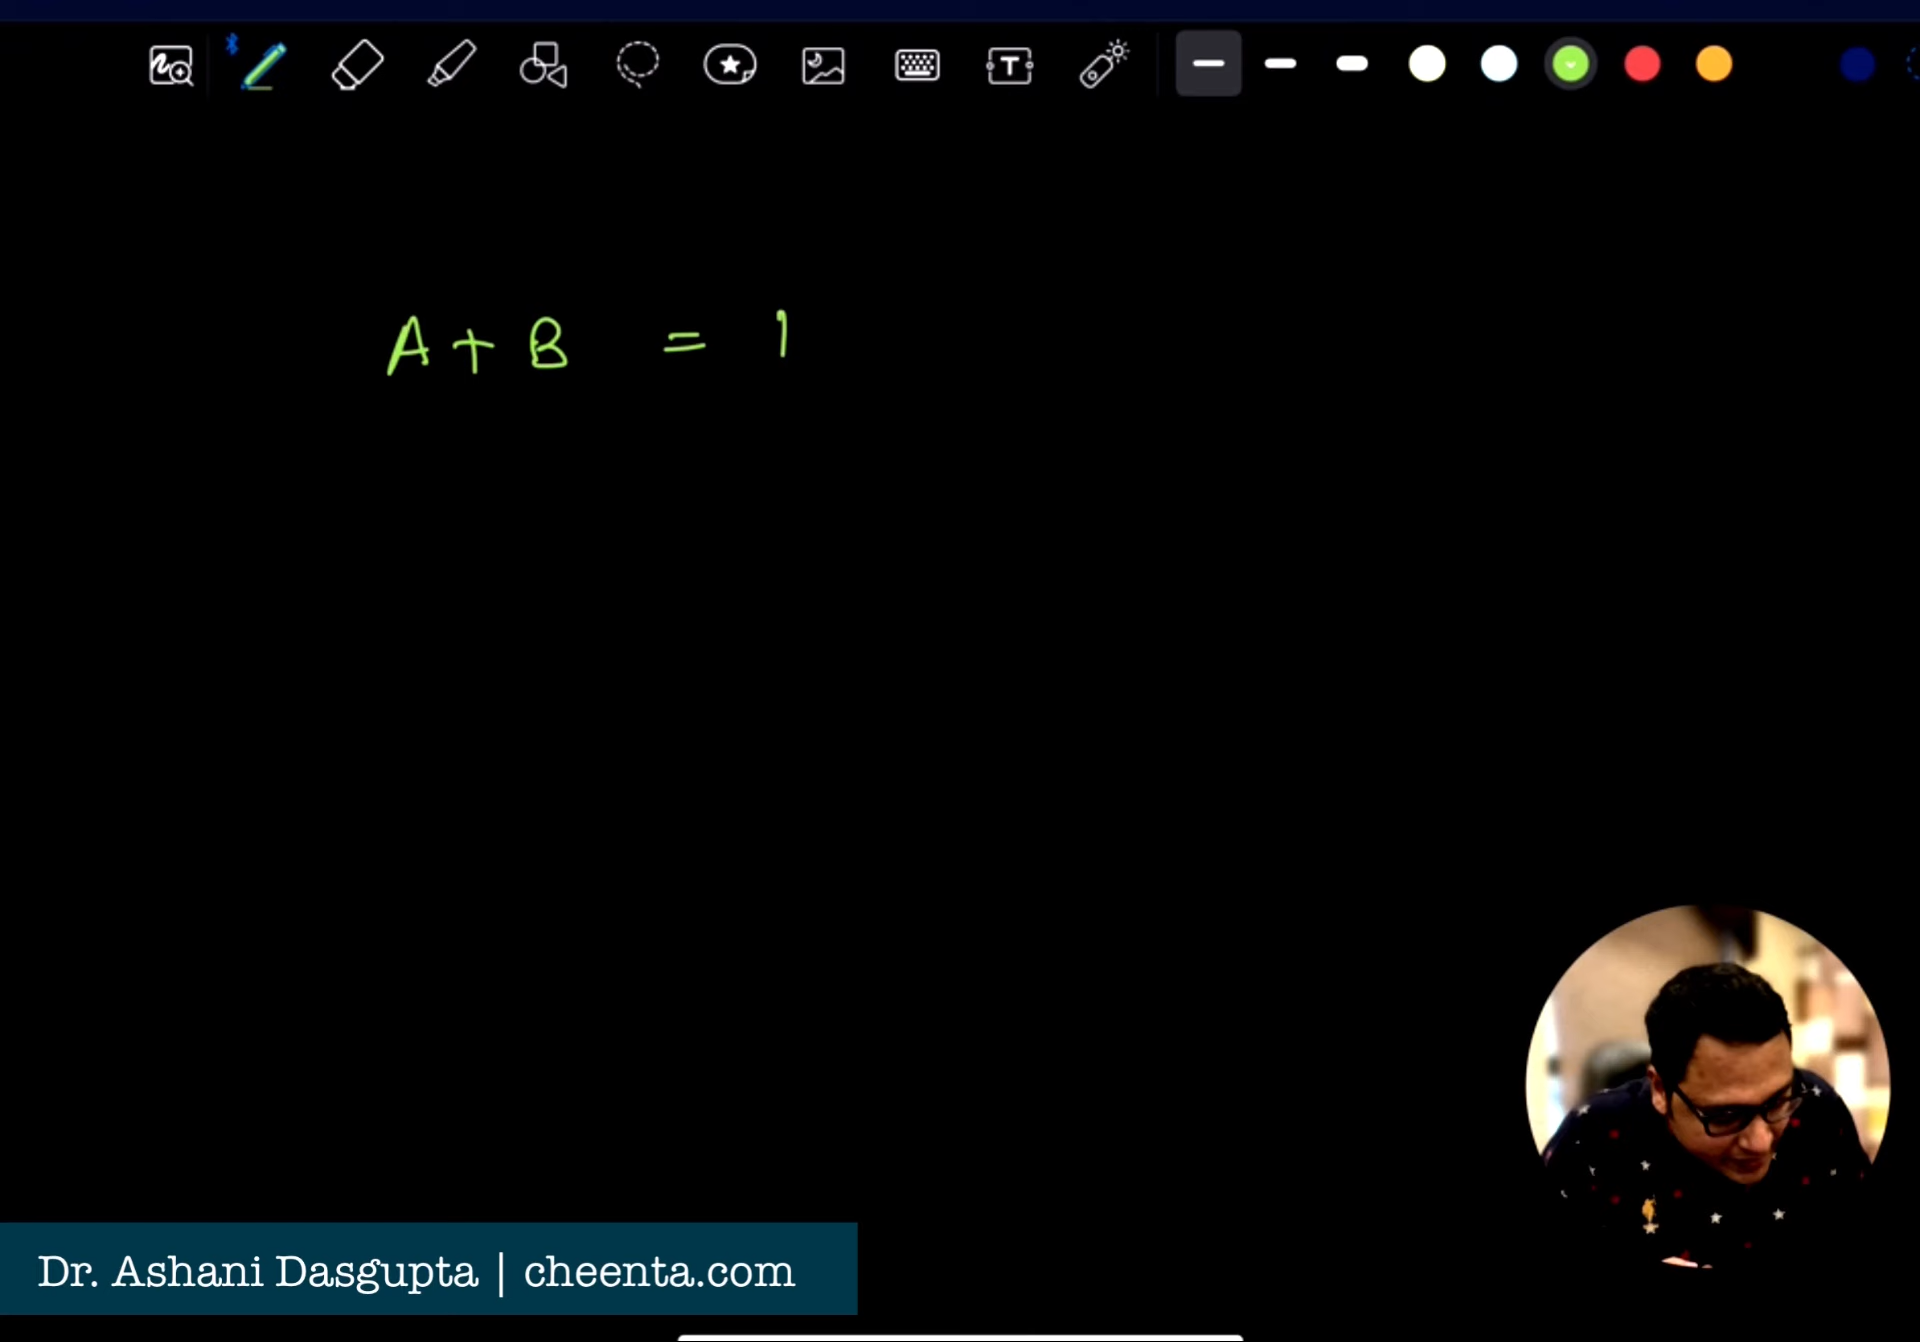 T
A + B = 1
Dr. Ashani Dasgupta | cheenta.com